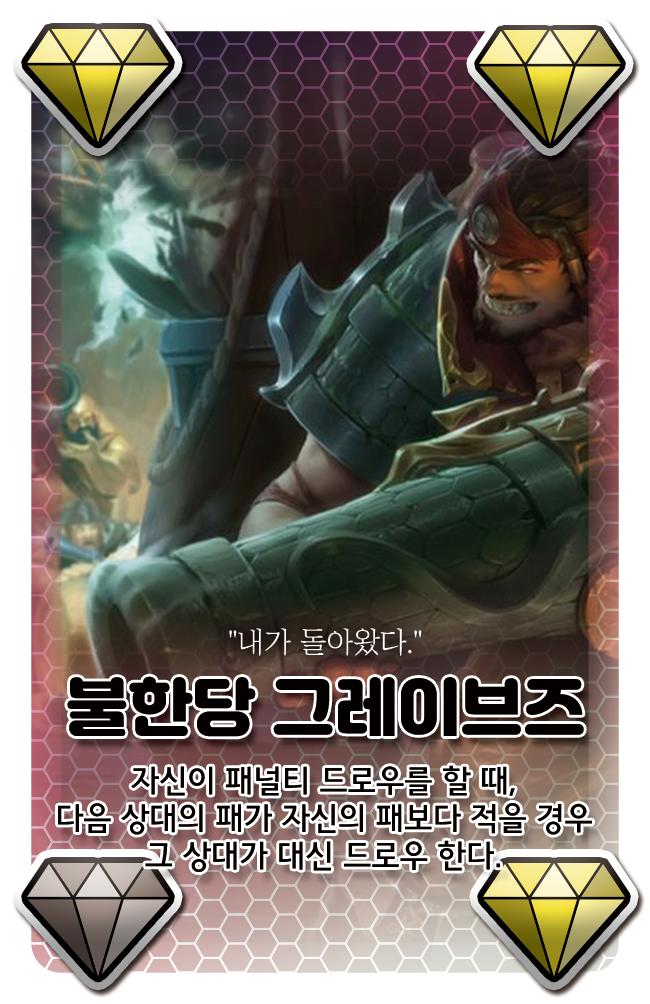 "내가 돌아왔다."
불한당 그레이브즈
자신이 패널티 드로우를 할 때,
다음 상대의 패가 자신의 패보다 적을 경우
그 상대가 대신 드로우 한다.